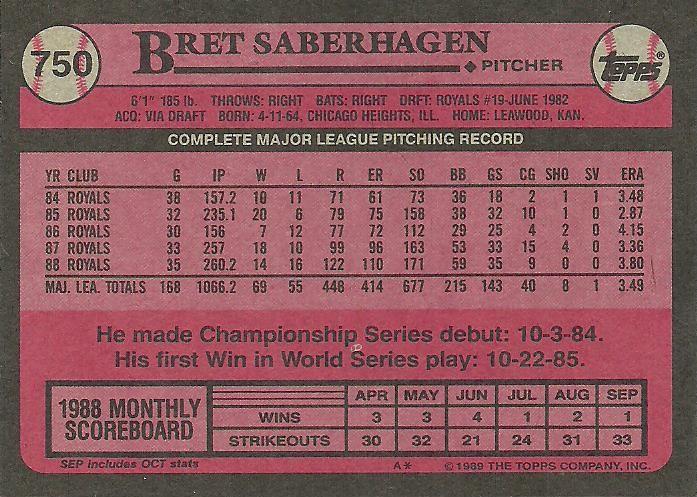 750
BRET SABERHAGEN
PITCHER
TOPPS®
6'1" 185 lb. THROWS: RIGHT BATS: RIGHT DRFT: ROYALS #19-JUNE 1982
ACQ: VIA DRAFT BORN: 4-11-64, CHICAGO HEIGHTS, ILL. HOME: LEAWOOD, KAN.
COMPLETE MAJOR LEAGUE PITCHING RECORD
YR CLUB G IP W L R ER SO BB GS CG SHO SV ERA
84 ROYALS 38 157.2 10 11 71 61 73 36 18 2 1 1 3.48
85 ROYALS 32 235.1 20 6 79 75 158 38 32 10 1 0 2.87
86 ROYALS 30 156 7 12 77 72 112 29 25 4 2 0 4.15
87 ROYALS 33 257 18 10 99 96 163 53 33 15 4 0 3.36
88 ROYALS 35 260.2 14 16 122 110 171 59 35 9 0 0 3.80
MAJ. LEA. TOTALS 168 1066.2 69 55 448 414 677 215 143 40 8 1 3.49
He made Championship Series debut: 10-3-84.
His first Win in World Series play: 10-22-85.
1988 MONTHLY
SCOREBOARD
APR MAY JUN JUL AUG SEP
WINS 3 3 4 1 2 1
STRIKEOUTS 30 32 21 24 31 33
SEP includes OCT stats
A* © 1989 THE TOPPS COMPANY, INC.